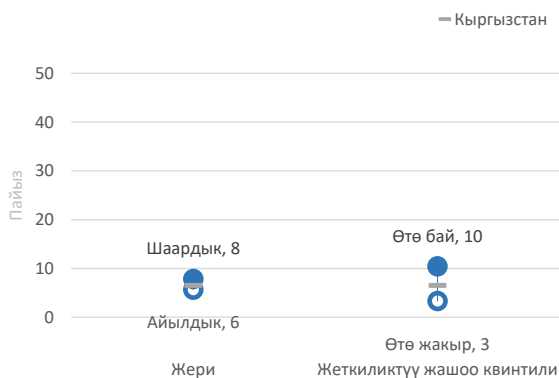 Кыргызстан
50
40
30
20
10
0
Пайыз
Шаардык, 8
Айылдык, 6
Өтө бай, 10
Өтө жакыр, 3
Жери
Жеткиликтүү жашоо квинтили